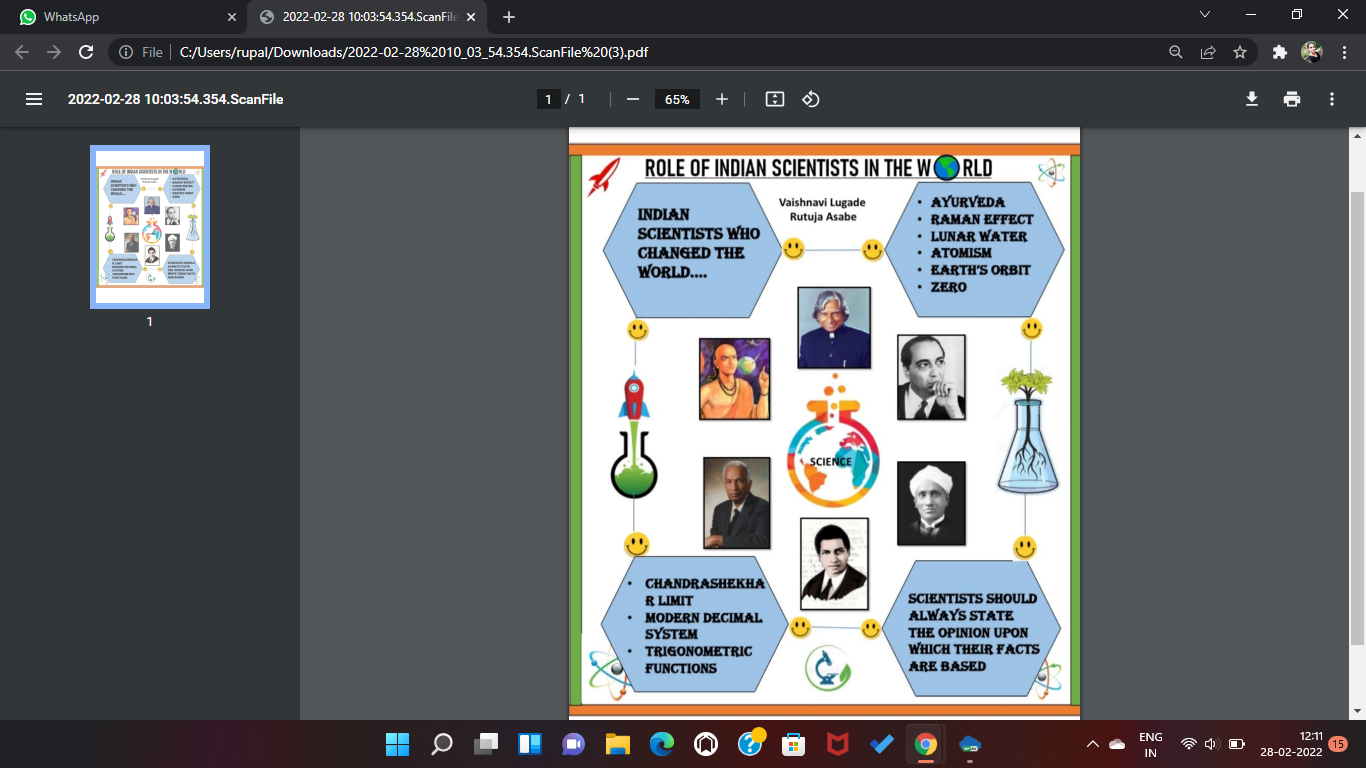 WhatsApp
2022-02-28 10:03:54.354.ScanFile
File
C:/Users/rupal/Downloads/2022-02-28%2010_03_54.354.ScanFile%20(3).pdf
2022-02-28 10:03:54.354.ScanFile
1 / 1
65%
ROLE OF INDIAN SCIENTISTS IN THE W RLD
Vaishnavi Lugade
Rutuja Asabe
INDIAN
SCIENTISTS WHO
CHANGED THE
WORLD....
• AYURVEDA
• RAMAN EFFECT
• LUNAR WATER
• ATOMISM
• EARTH'S ORBIT
• ZERO
SCIENCE
• CHANDRASHEKHA
R LIMIT
• MODERN DECIMAL
SYSTEM
• TRIGONOMETRIC
FUNCTIONS
SCIENTISTS SHOULD
ALWAYS STATE
THE OPINION UPON
WHICH THEIR FACTS
ARE BASED
1
ENG
IN
12:11
28-02-2022
15